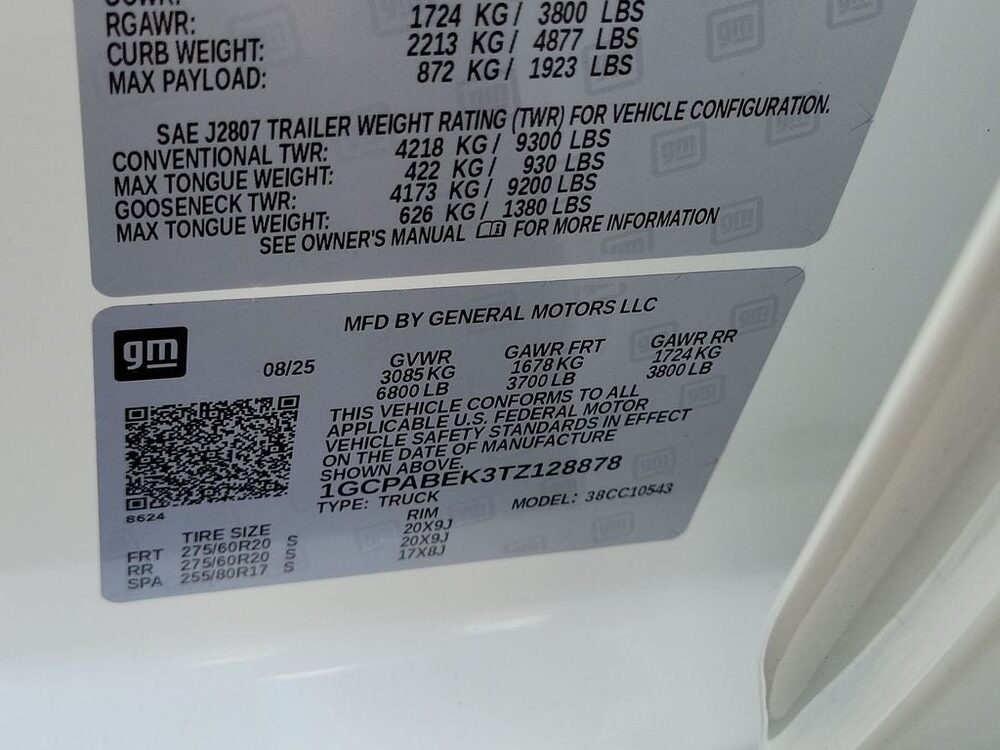 RGAWR: 1724 KG / 3800 LBS
CURB WEIGHT: 2213 KG / 4877 LBS
MAX PAYLOAD: 872 KG / 1923 LBS
SAE J2807 TRAILER WEIGHT RATING (TWR) FOR VEHICLE CONFIGURATION.
CONVENTIONAL TWR: 4218 KG / 9300 LBS
MAX TONGUE WEIGHT: 422 KG / 930 LBS
GOOSENECK TWR: 4173 KG / 9200 LBS
MAX TONGUE WEIGHT: 626 KG / 1380 LBS
SEE OWNER'S MANUAL FOR MORE INFORMATION
MFD BY GENERAL MOTORS LLC
gm
08/25
GVWR GAWR FRT GAWR RR
3085 KG 1678 KG 1724 KG
6800 LB 3700 LB 3800 LB
THIS VEHICLE CONFORMS TO ALL
APPLICABLE U.S. FEDERAL MOTOR
VEHICLE SAFETY STANDARDS IN EFFECT
ON THE DATE OF MANUFACTURE
SHOWN ABOVE.
1GCPABEK3TZ128878
TYPE: TRUCK MODEL: 38CC10543
8624
TIRE SIZE RIM
FRT 275/60R20 S 20X9J
RR 275/60R20 S 20X9J
SPA 255/80R17 S 17X8J